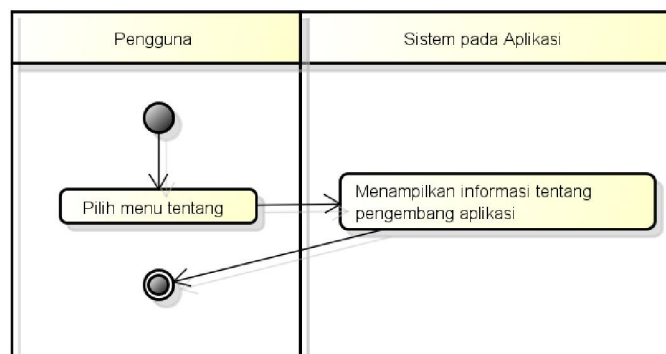 Pengguna
Sistem pada Aplikasi
Pilih menu tentang
Menampilkan informasi tentang
pengembang aplikasi